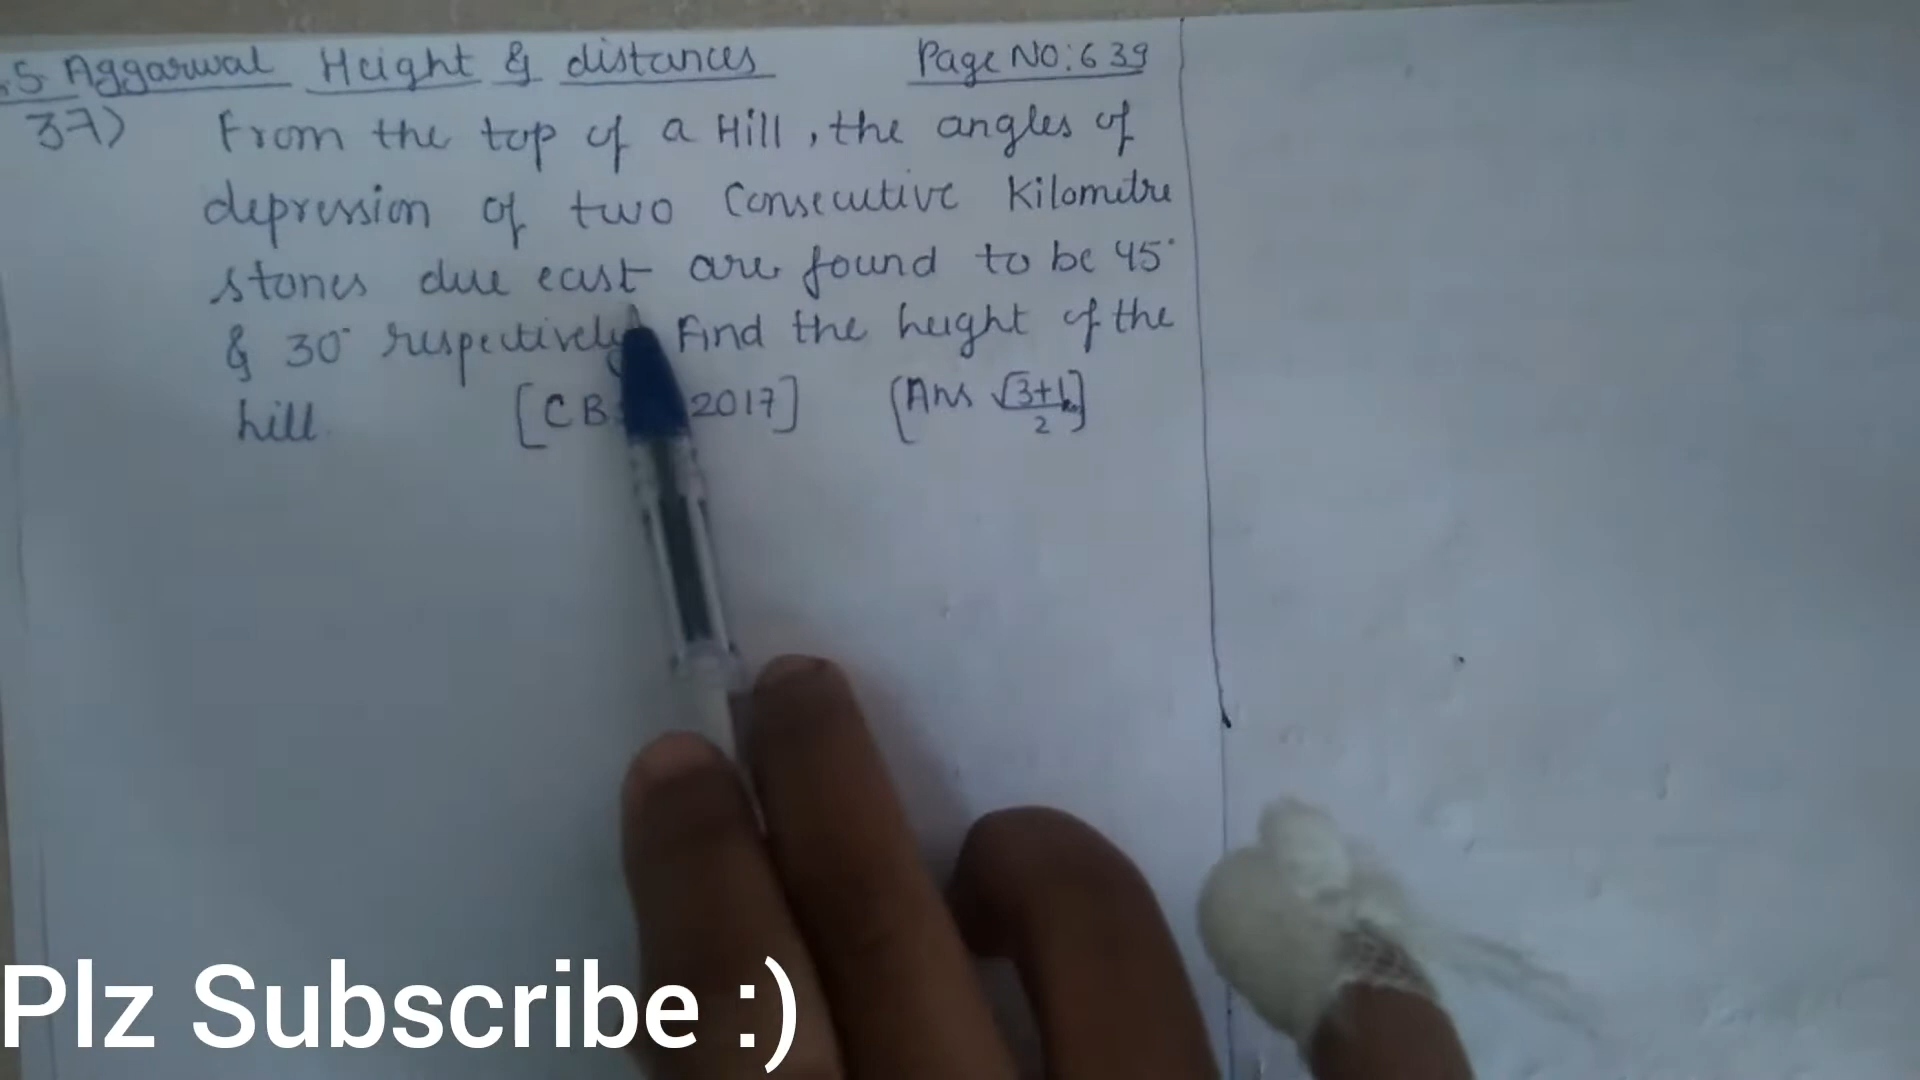 .S Aggarwal Height & distances Page NO: 639
37) From the top of a Hill, the angles of
depression of two Consecutive Kilometre
stones due east are found to be 45°
& 30° respectively Find the height of the
hill. [CB 2017] [Ans √3+1/2 km]
Plz Subscribe :)